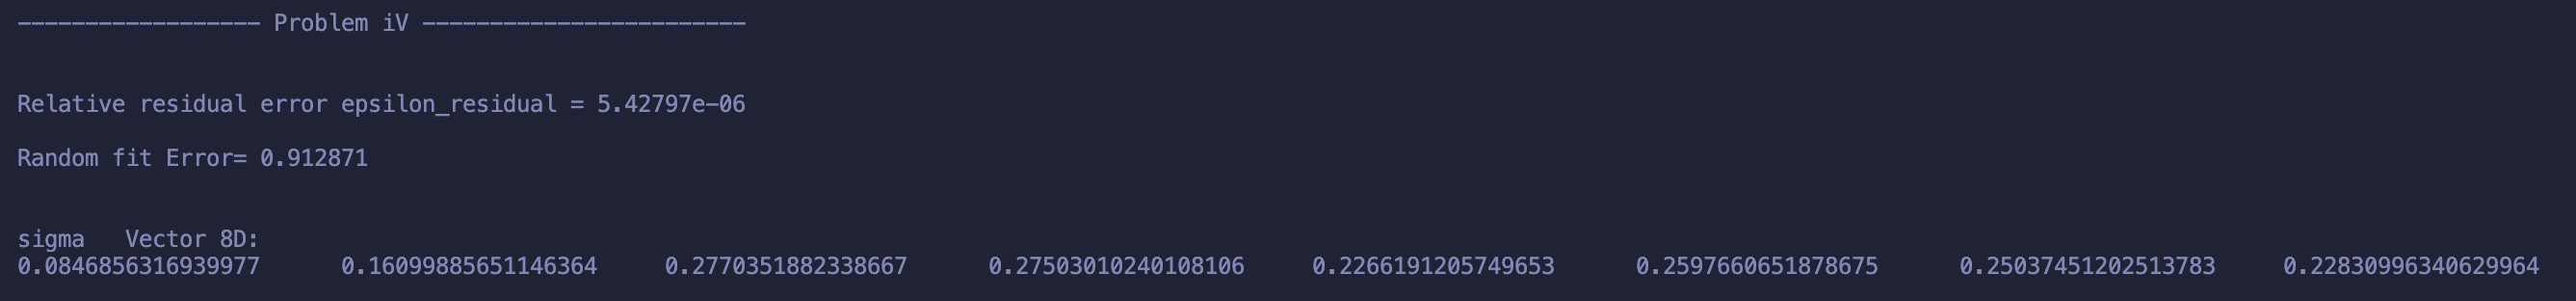 ------------------ Problem iV ------------------------
Relative residual error epsilon_residual = 5.42797e-06
Random fit Error= 0.912871
sigma   Vector 8D:
0.0846856316939977      0.16099885651146364     0.2770351882338667      0.27503010240108106     0.2266191205749653      0.2597660651878675      0.25037451202513783     0.22830996340629964